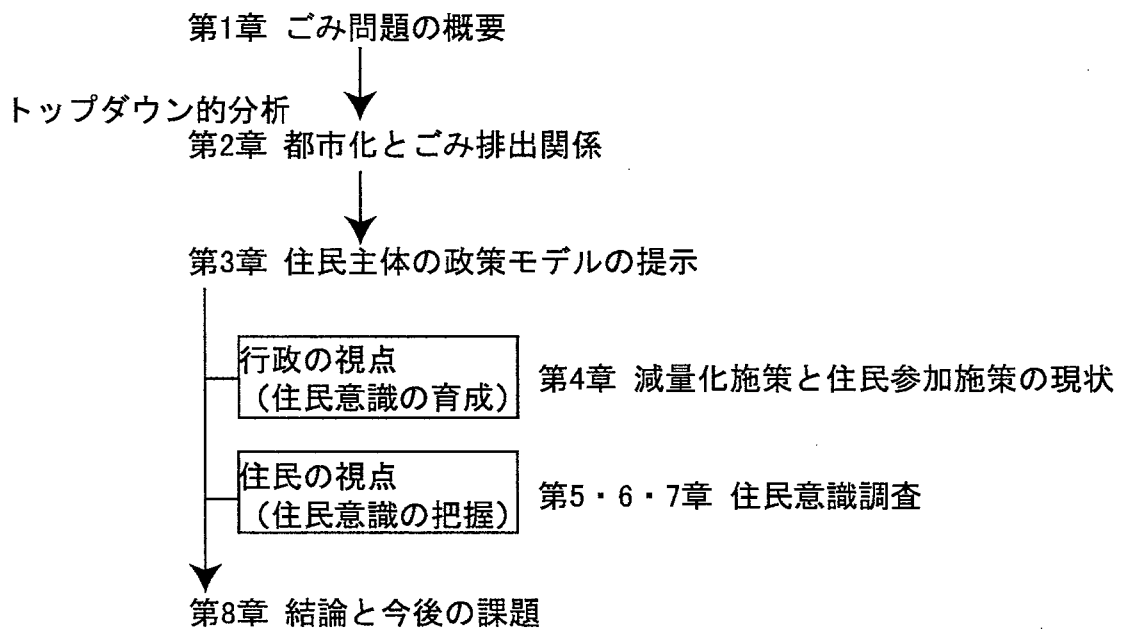 第1章 ごみ問題の概要
トップダウン的分析
第2章 都市化とごみ排出関係
第3章 住民主体の政策モデルの提示
行政の視点
（住民意識の育成）
第4章 減量化施策と住民参加施策の現状
住民の視点
（住民意識の把握）
第5・6・7章 住民意識調査
第8章 結論と今後の課題